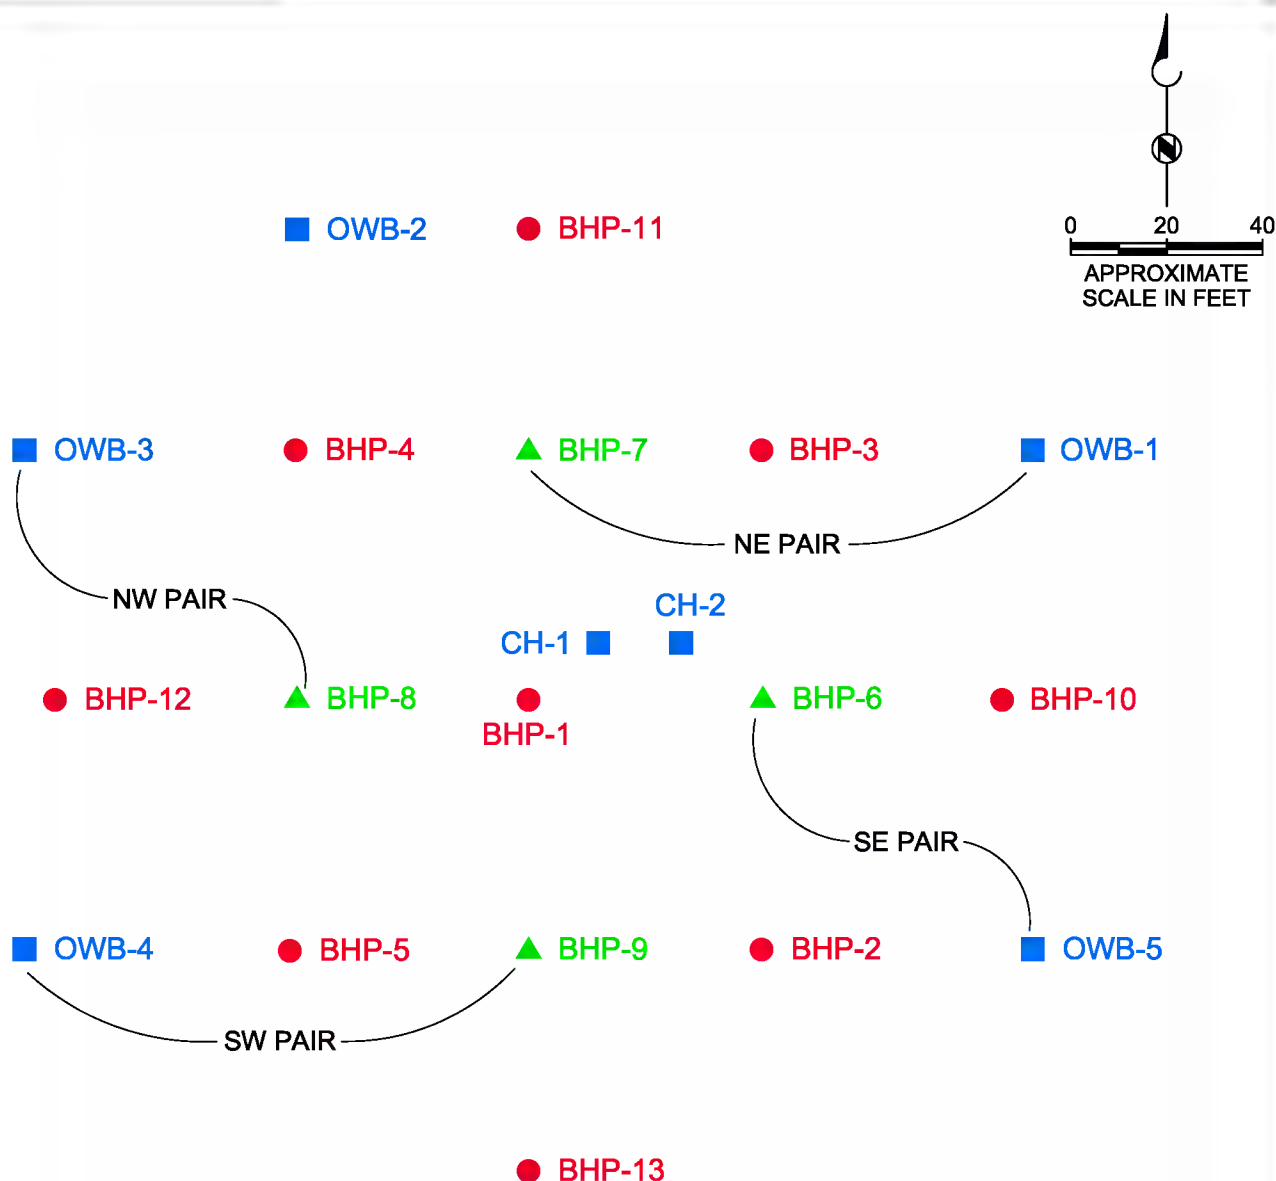 N
0 20 40
APPROXIMATE
SCALE IN FEET
OWB-2 BHP-11
OWB-3 BHP-4 BHP-7 BHP-3 OWB-1
NE PAIR
NW PAIR
CH-2
CH-1
BHP-12 BHP-8 BHP-6 BHP-10
BHP-1
SE PAIR
OWB-4 BHP-5 BHP-9 BHP-2 OWB-5
SW PAIR
BHP-13